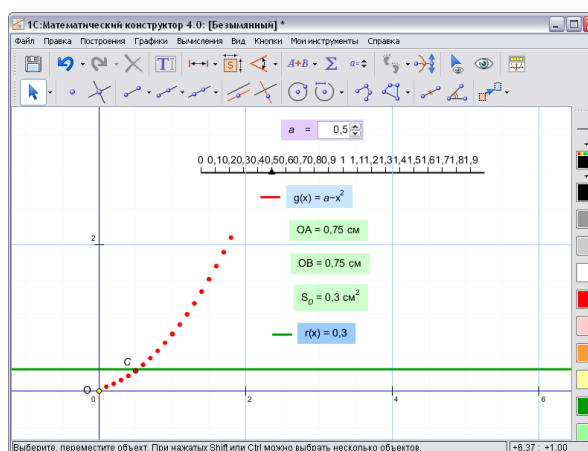 1С:Математический конструктор 4.0: [Безымянный] *
Файл Правка Построения Графики Вычисления Вид Кнопки Мои инструменты Справка
T S A+B Σ a=
a = 0,5
0 0,10,20,30,40,50,60,70,80,9 1 1,11,21,31,41,51,61,71,81,9
g(x) = a−x²
OA = 0,75 см
2
OB = 0,75 см
S_D = 0,3 см²
r(x) = 0,3
C
O
0 2 4 6
Выберите, переместите объект. При нажатых Shift или Ctrl можно выбрать несколько объектов. +6,37 : +1,00